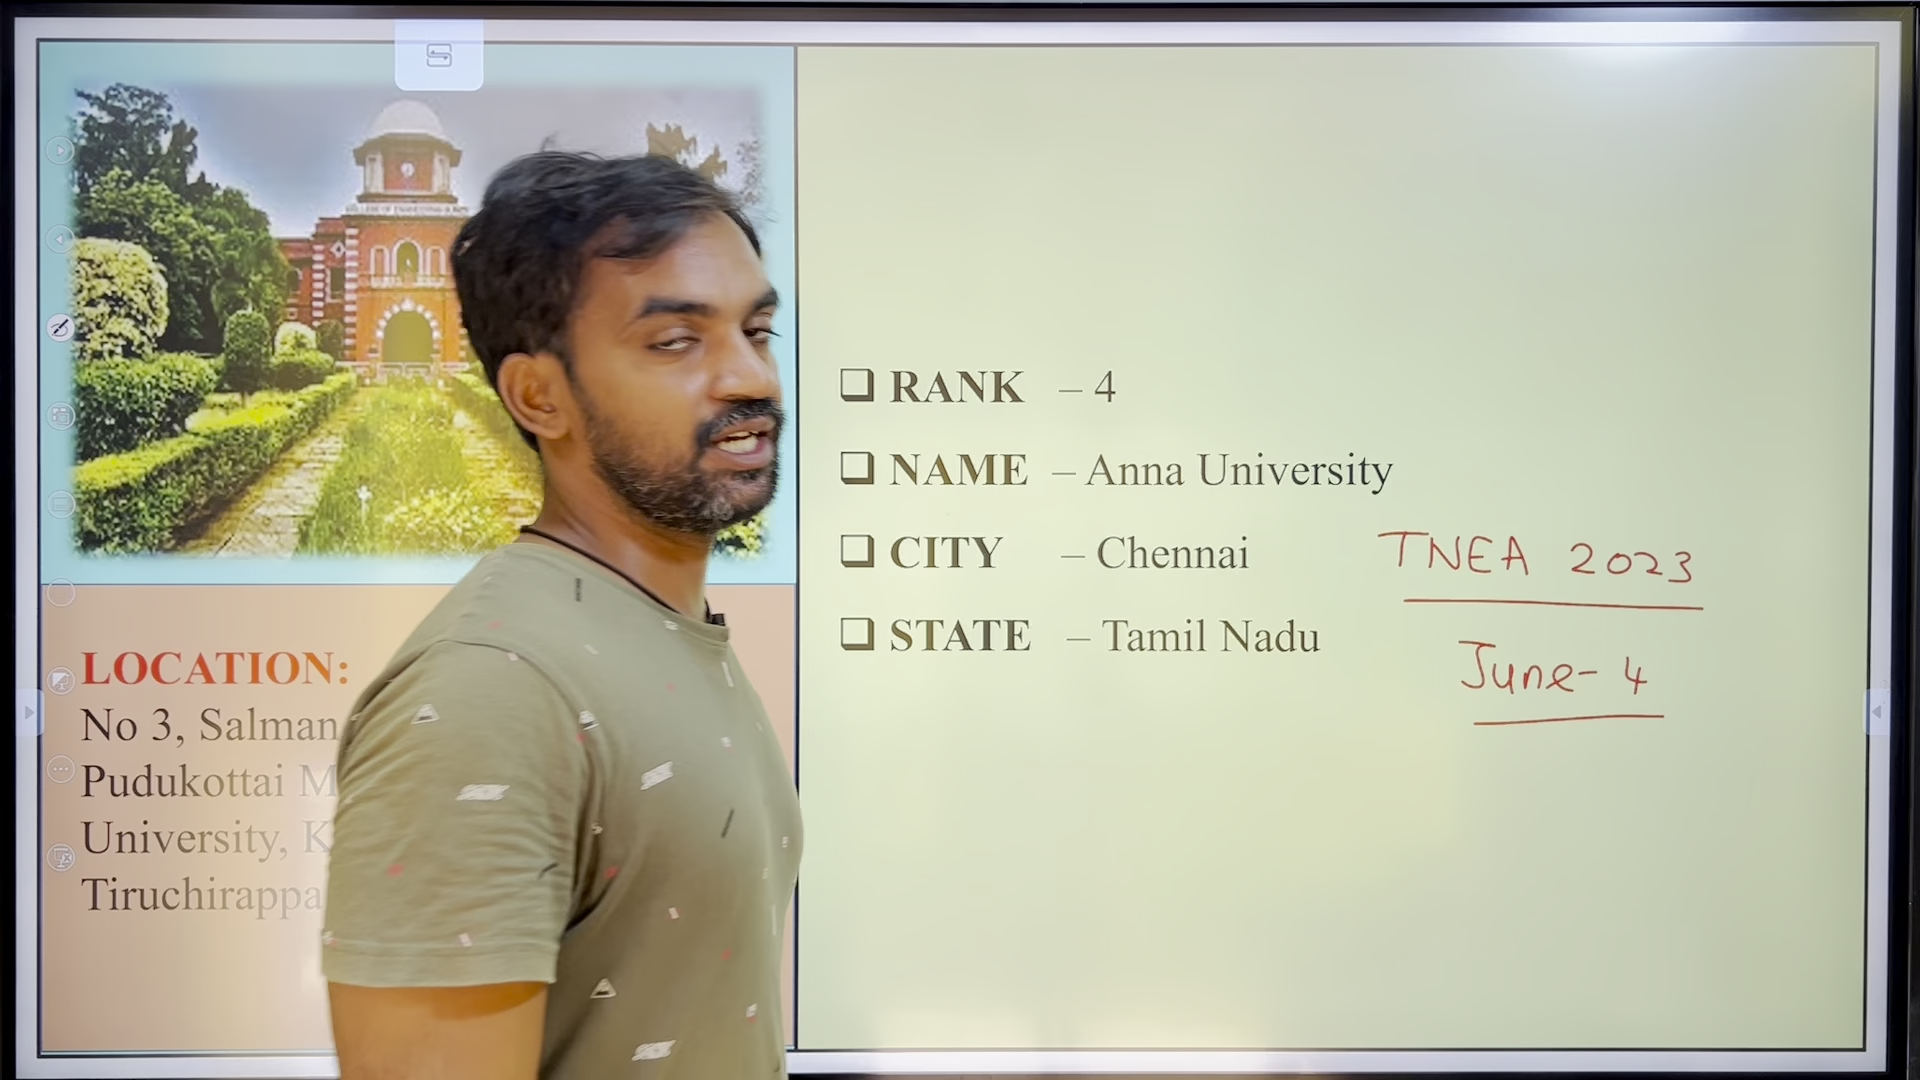 RANK – 4
NAME – Anna University
CITY – Chennai
STATE – Tamil Nadu
TNEA 2023
June - 4
LOCATION:
No 3, Salman
Pudukottai
University,